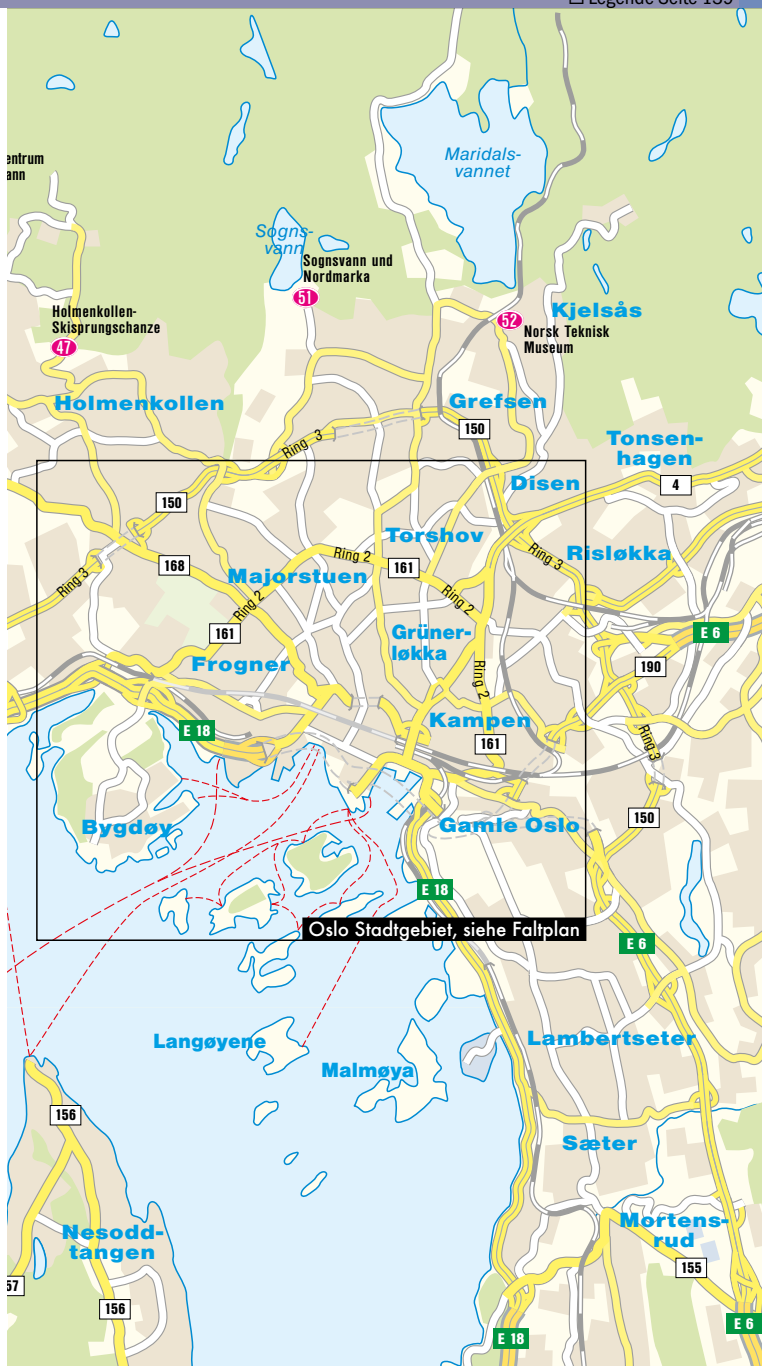 Legende Seite 159
entrum
ann
Maridals-
vannet
Sogns-
vann
Sognsvann und
Nordmarka
51
52
Kjelsås
Norsk Teknisk
Museum
Holmenkollen-
Skisprungschanze
47
Holmenkollen
Grefsen
150
Ring 3
Tonsen-
hagen
4
Disen
150
Torshov
Ring 2
161
Ring 3
Risløkka
168
Majorstuen
Ring 3
Ring 2
Ring 2
161
Grüner-
løkka
E 6
190
Frogner
Ring 2
E 18
Kampen
161
Ring 3
150
Bygdøy
Gamle Oslo
E 18
Oslo Stadtgebiet, siehe Faltplan
E 6
Langøyene
Lambertseter
Malmøya
156
Sæter
Nesodd-
tangen
Mortens-
rud
155
57
156
E 18
E 6